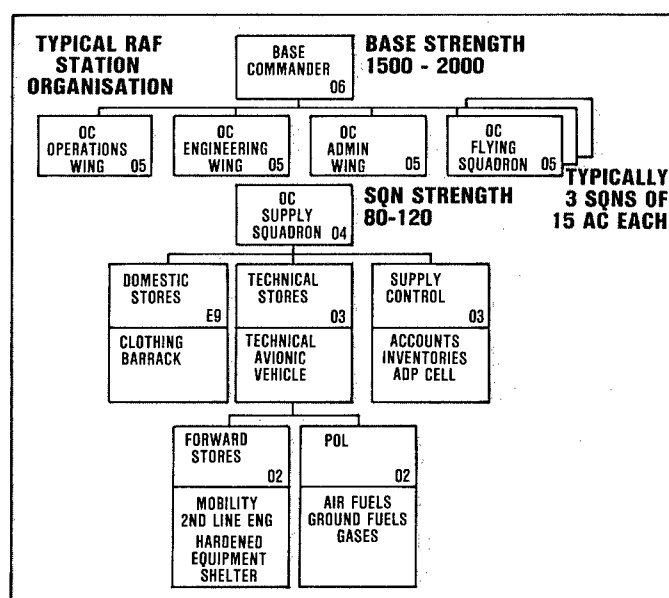 TYPICAL RAF
STATION
ORGANISATION
BASE
COMMANDER
06
BASE STRENGTH
1500 - 2000
OC
OPERATIONS
WING 05
OC
ENGINEERING
WING 05
OC
ADMIN
WING 05
OC
FLYING
SQUADRON 05
TYPICALLY
3 SQNS OF
15 AC EACH
OC
SUPPLY
SQUADRON 04
SQN STRENGTH
80-120
DOMESTIC
STORES
E9
CLOTHING
BARRACK
TECHNICAL
STORES
03
TECHNICAL
AVIONIC
VEHICLE
SUPPLY
CONTROL
03
ACCOUNTS
INVENTORIES
ADP CELL
FORWARD
STORES
02
MOBILITY
2ND LINE ENG
HARDENED
EQUIPMENT
SHELTER
POL
02
AIR FUELS
GROUND FUELS
GASES